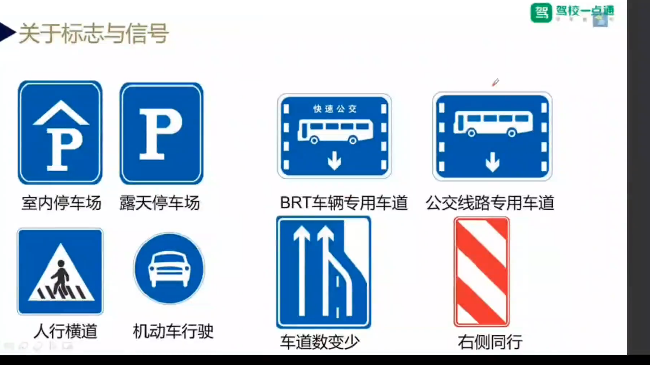 驾校一点通
关于标志与信号
P
P
快速公交
室内停车场
露天停车场
BRT车辆专用车道
公交线路专用车道
人行横道
机动车行驶
车道数变少
右侧同行